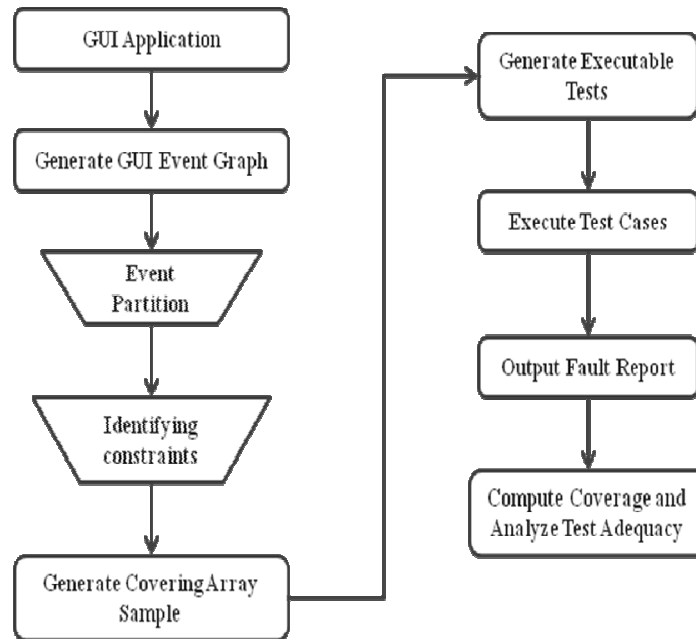 GUI Application
Generate GUI Event Graph
Event
Partition
Identifying
constraints
Generate Covering Array
Sample
Generate Executable
Tests
Execute Test Cases
Output Fault Report
Compute Coverage and
Analyze Test Adequacy